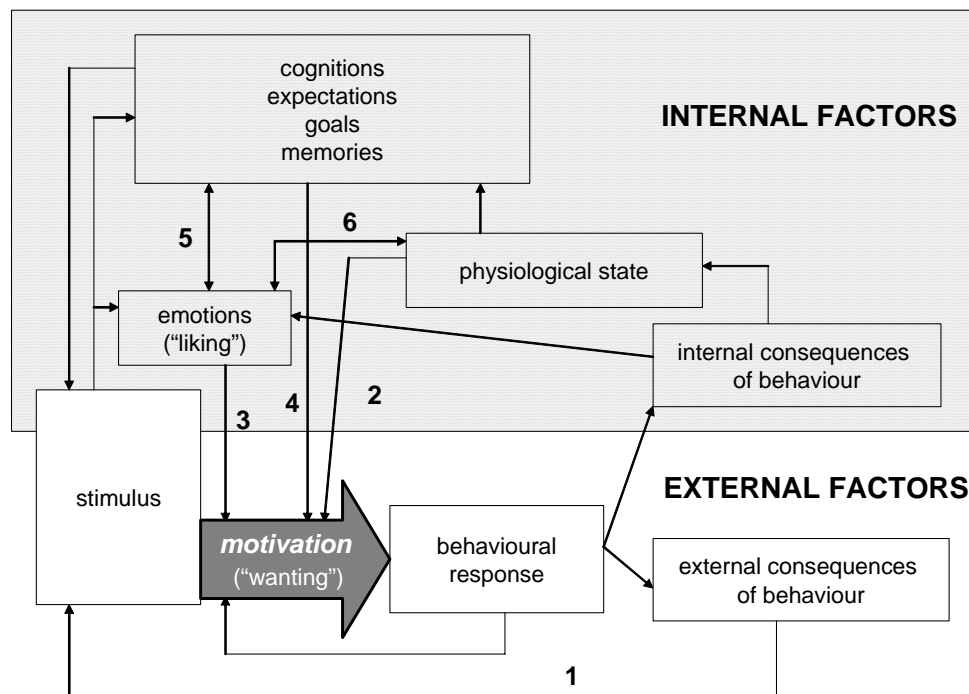 cognitions
expectations
goals
memories
INTERNAL FACTORS
5
6
physiological state
emotions
(“liking”)
internal consequences
of behaviour
3
4
2
stimulus
EXTERNAL FACTORS
motivation
(“wanting”)
behavioural
response
external consequences
of behaviour
1